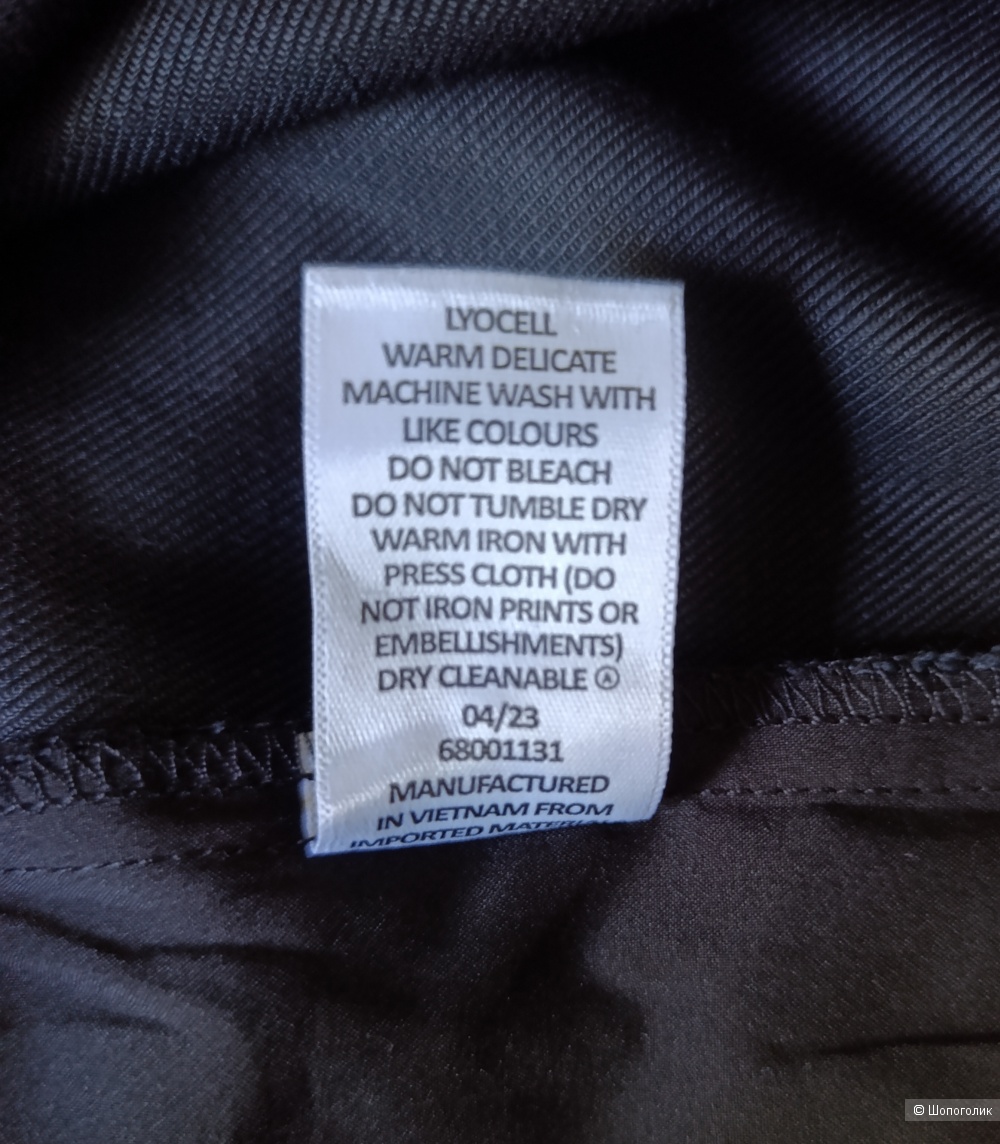 LYOCELL
WARM DELICATE
MACHINE WASH WITH
LIKE COLOURS
DO NOT BLEACH
DO NOT TUMBLE DRY
WARM IRON WITH
PRESS CLOTH (DO
NOT IRON PRINTS OR
EMBELLISHMENTS)
DRY CLEANABLE Ⓐ
04/23
68001131
MANUFACTURED
IN VIETNAM FROM
IMPORTED
© Шопоголик